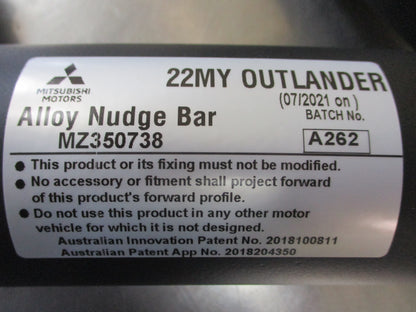 22MY OUTLANDER
MITSUBISHI
MOTORS
(07/2021 on )
Alloy Nudge Bar
BATCH No.
MZ350738
A262
● This product or its fixing must not be modified.
● No accessory or fitment shall project forward
of this product's forward profile.
● Do not use this product in any other motor
vehicle for which it is not designed.
Australian Innovation Patent No. 2018100811
Australian Patent App No. 2018204350